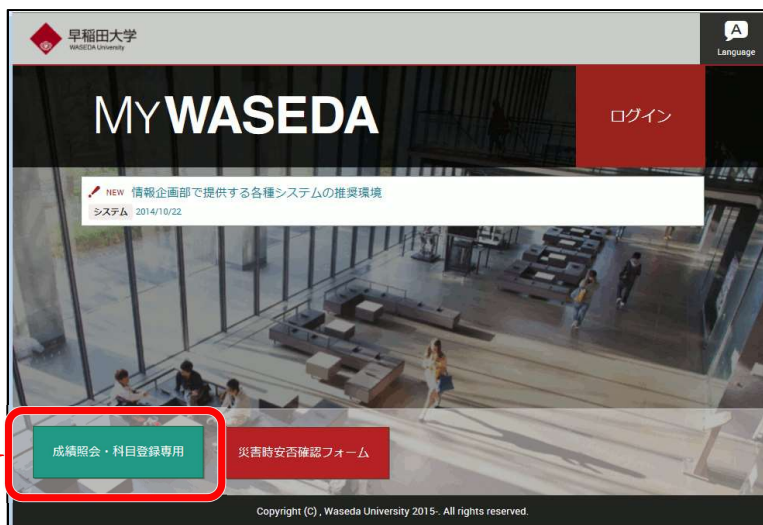 早稲田大学
WASEDA University
A
Language
MYWASEDA
ログイン
NEW 情報企画部で提供する各種システムの推奨環境
システム 2014/10/22
成績照会・科目登録専用
災害時安否確認フォーム
Copyright (C) , Waseda University 2015-. All rights reserved.